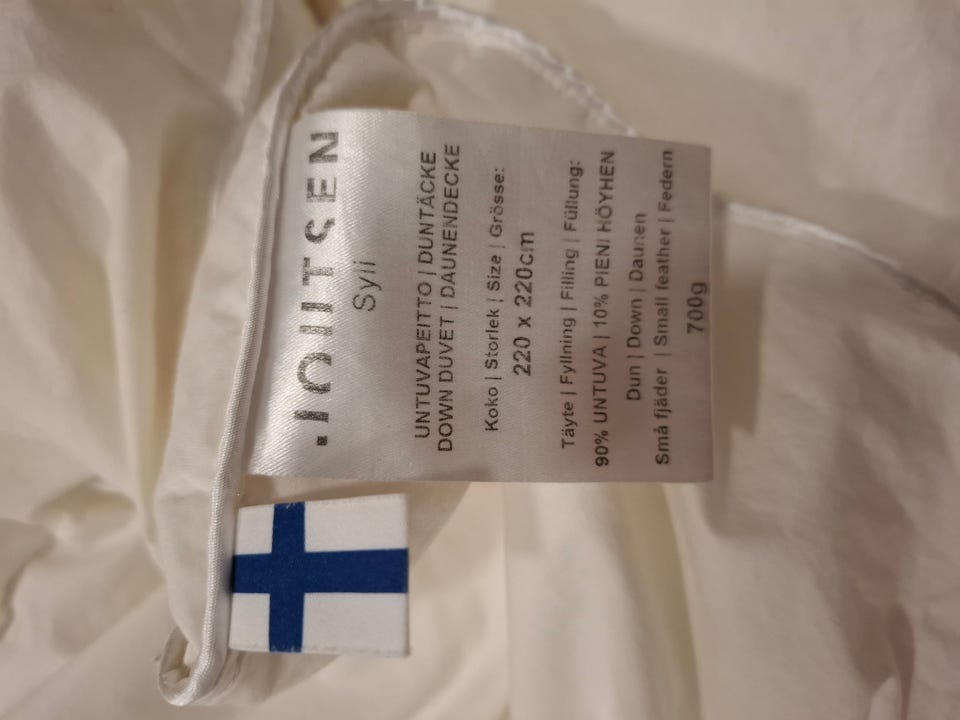 JOUTSEN
Syli
UNTUVAPEITTO | DUNTÄCKE
DOWN DUVET | DAUNENDECKE
Koko | Storlek | Size | Grösse:
220 x 220cm
Täyte | Fyllning | Filling | Füllung:
90% UNTUVA | 10% PIENI HÖYHEN
Dun | Down | Daunen
Små fjäder | Small feather | Federn
700g